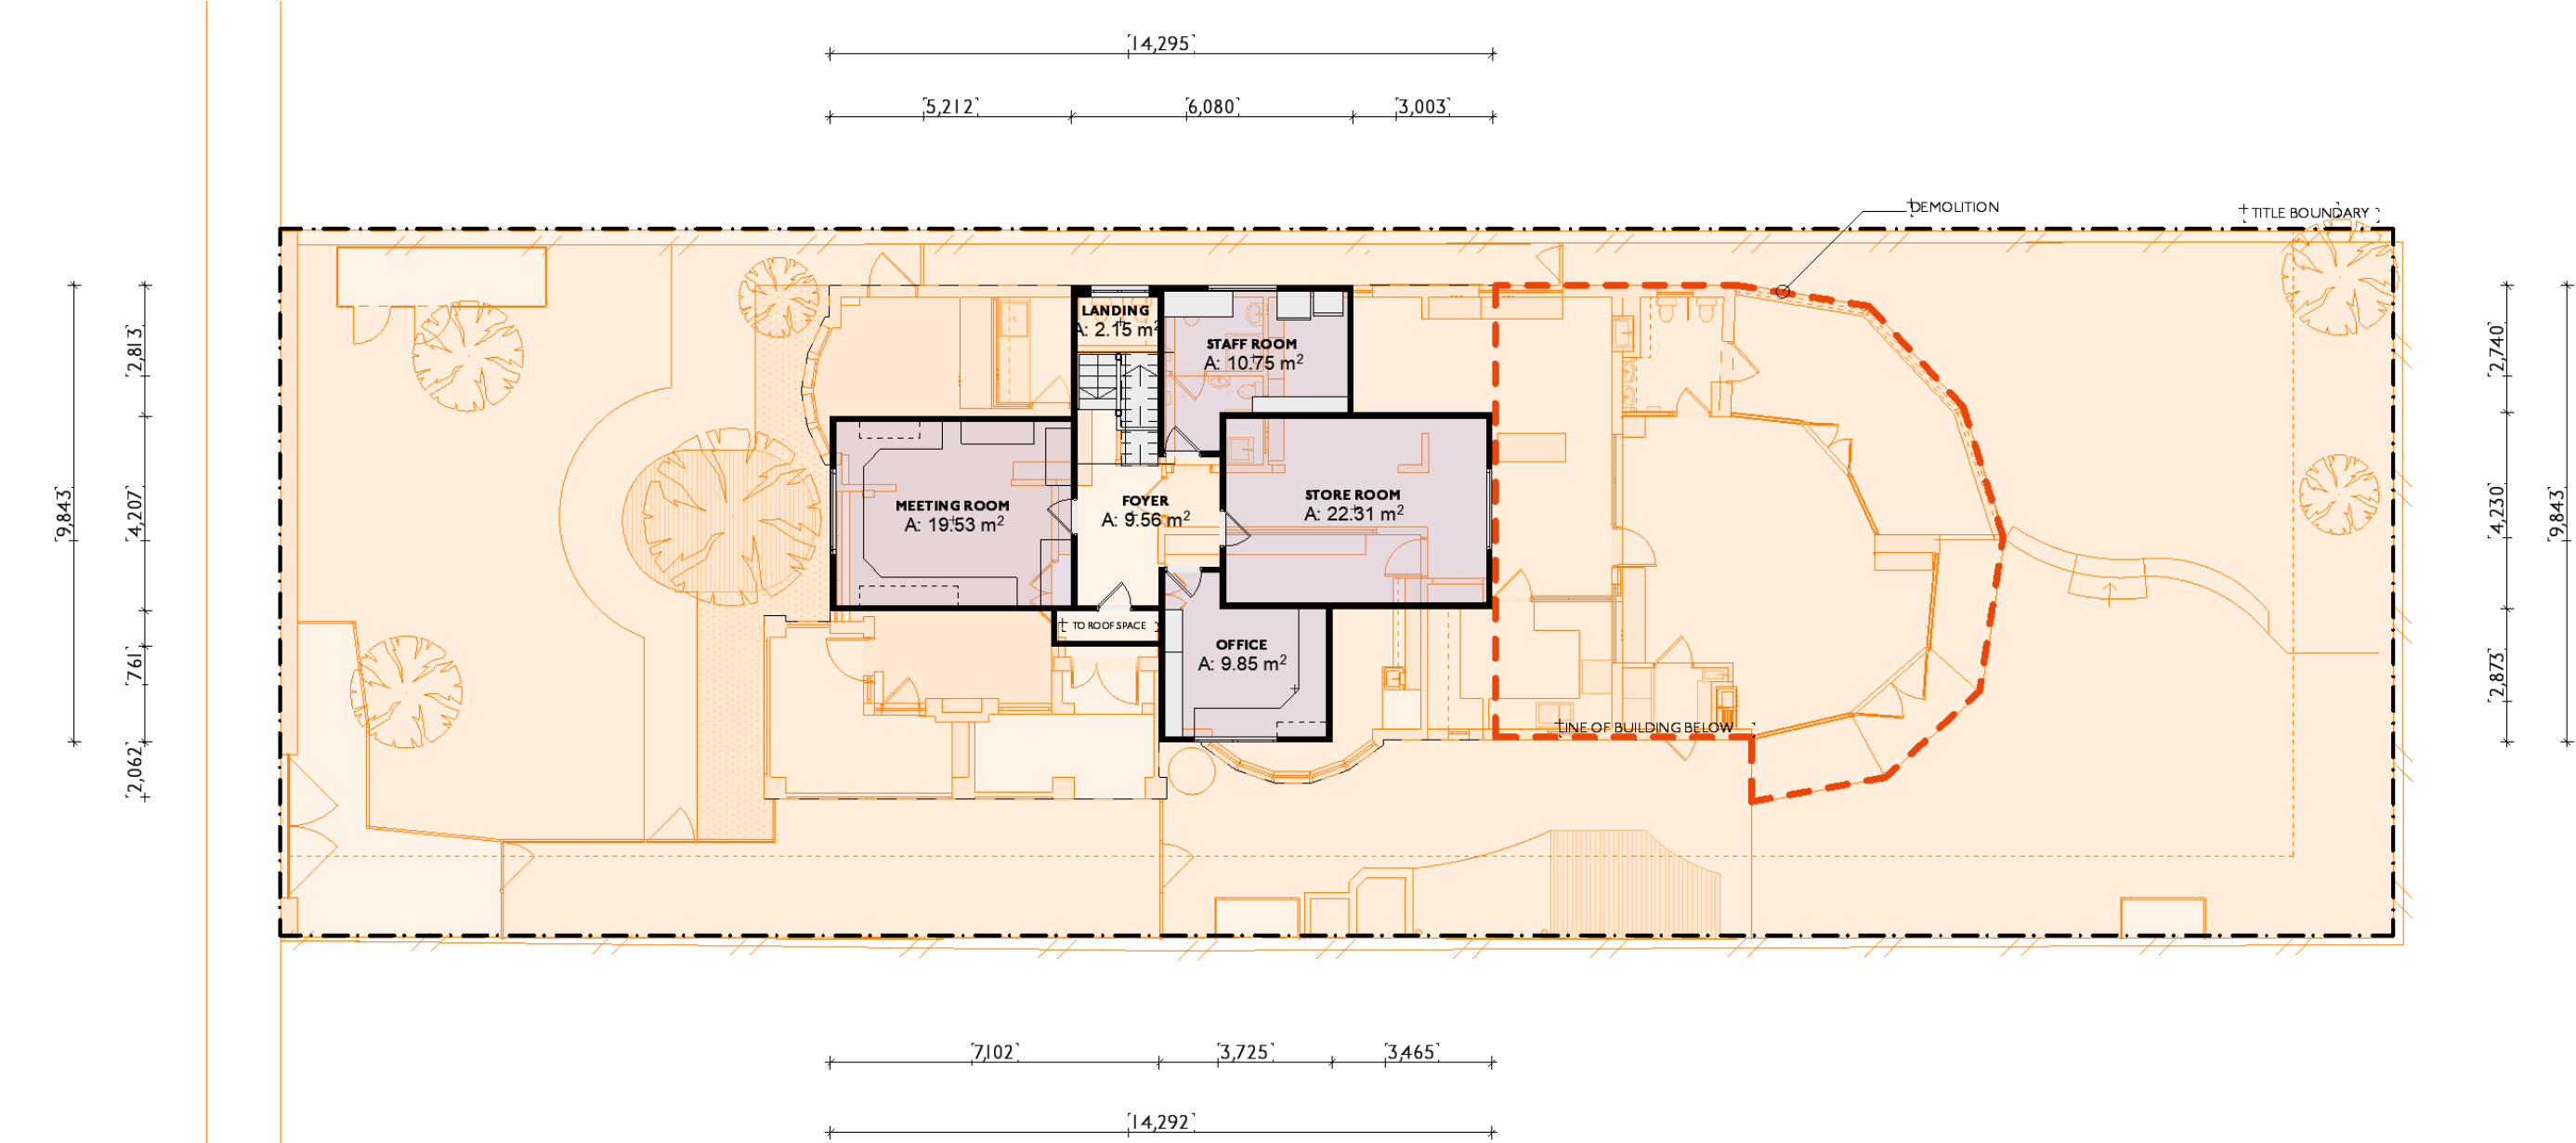 14,295
5,212
6,080
3,003
DEMOLITION
TITLE BOUNDARY
LANDING
A: 2.15 m²
STAFF ROOM
A: 10.75 m²
2,813
2,740
MEETING ROOM
A: 19.53 m²
FOYER
A: 9.56 m²
STORE ROOM
A: 22.31 m²
9,843
4,207
4,230
9,843
TO ROOF SPACE
OFFICE
A: 9.85 m²
761
2,873
LINE OF BUILDING BELOW
2,062
7,102
3,725
3,465
14,292